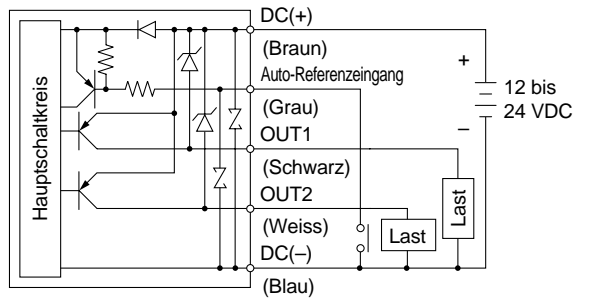 Hauptschaltkreis
DC(+)
(Braun)
Auto-Referenzeingang
(Grau)
OUT1
(Schwarz)
OUT2
(Weiss)
DC(–)
(Blau)
Last
Last
+
12 bis
24 VDC
–